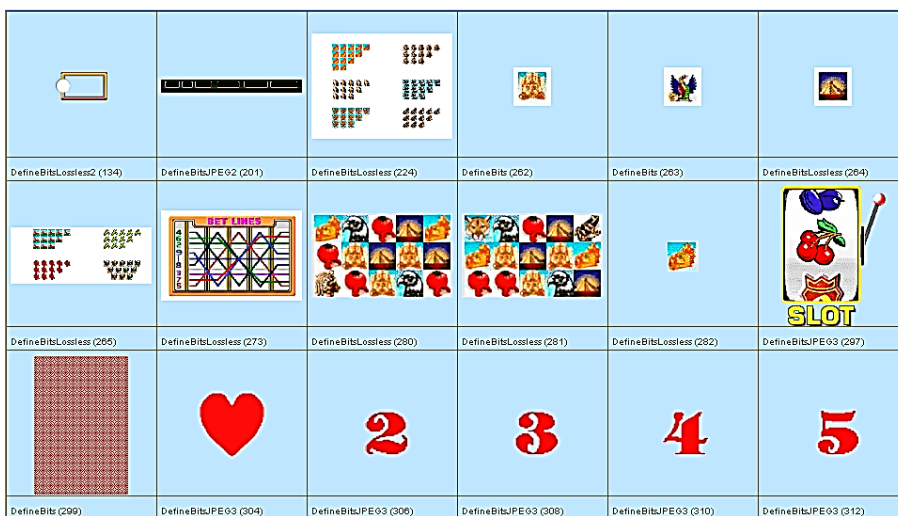 DefineBitsLossless2 (134)
DefineBitsJPEG2 (201)
DefineBitsLossless (224)
DefineBits (262)
DefineBits (263)
DefineBitsLossless (264)
BET LINES
SLOT
DefineBitsLossless (265)
DefineBitsLossless (273)
DefineBitsLossless (280)
DefineBitsLossless (281)
DefineBitsLossless (282)
DefineBitsJPEG3 (297)
2
3
4
5
DefineBits (299)
DefineBitsJPEG3 (304)
DefineBitsJPEG3 (306)
DefineBitsJPEG3 (308)
DefineBitsJPEG3 (310)
DefineBitsJPEG3 (312)